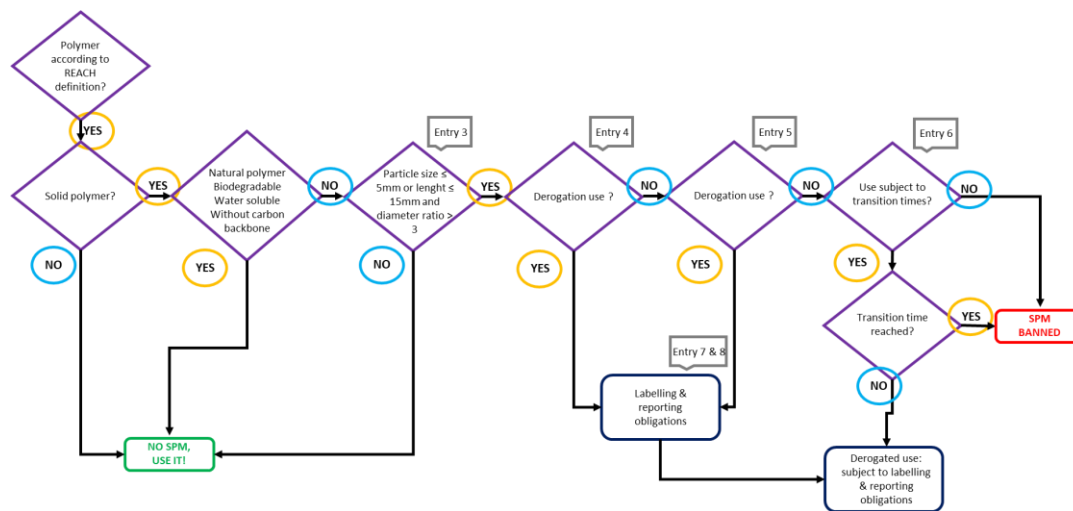 Polymer
according to
REACH
definition?
YES
Solid polymer?
YES
NO
Natural polymer
Biodegradable
Water soluble
Without carbon
backbone
NO
YES
Entry 3
Particle size ≤
5mm or lenght ≤
15mm and
diameter ratio >
3
YES
NO
Entry 4
Derogation use ?
NO
YES
Entry 5
Derogation use ?
NO
YES
Entry 6
Use subject to
transition times?
NO
YES
Transition time
reached?
YES
NO
SPM
BANNED
Entry 7 & 8
Labelling &
reporting
obligations
NO SPM,
USE IT!
Derogated use:
subject to labelling
& reporting
obligations